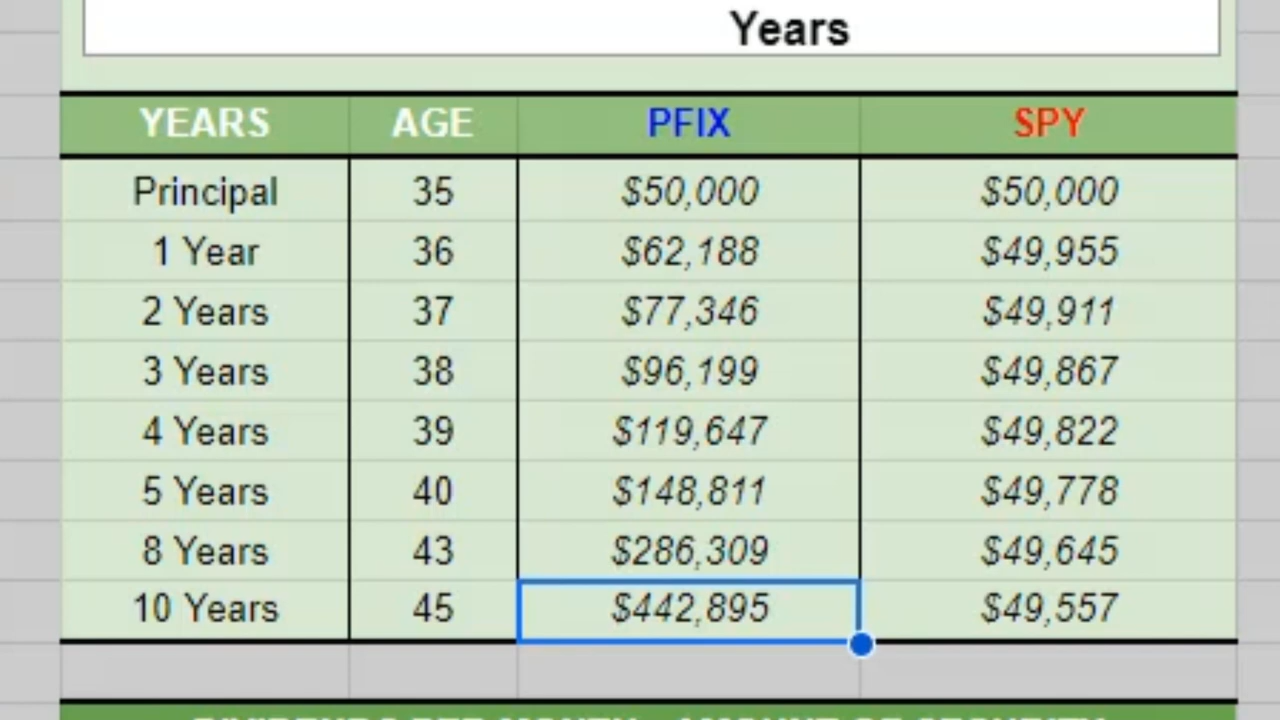 Years
YEARS AGE PFIX SPY
Principal 35 $50,000 $50,000
1 Year 36 $62,188 $49,955
2 Years 37 $77,346 $49,911
3 Years 38 $96,199 $49,867
4 Years 39 $119,647 $49,822
5 Years 40 $148,811 $49,778
8 Years 43 $286,309 $49,645
10 Years 45 $442,895 $49,557